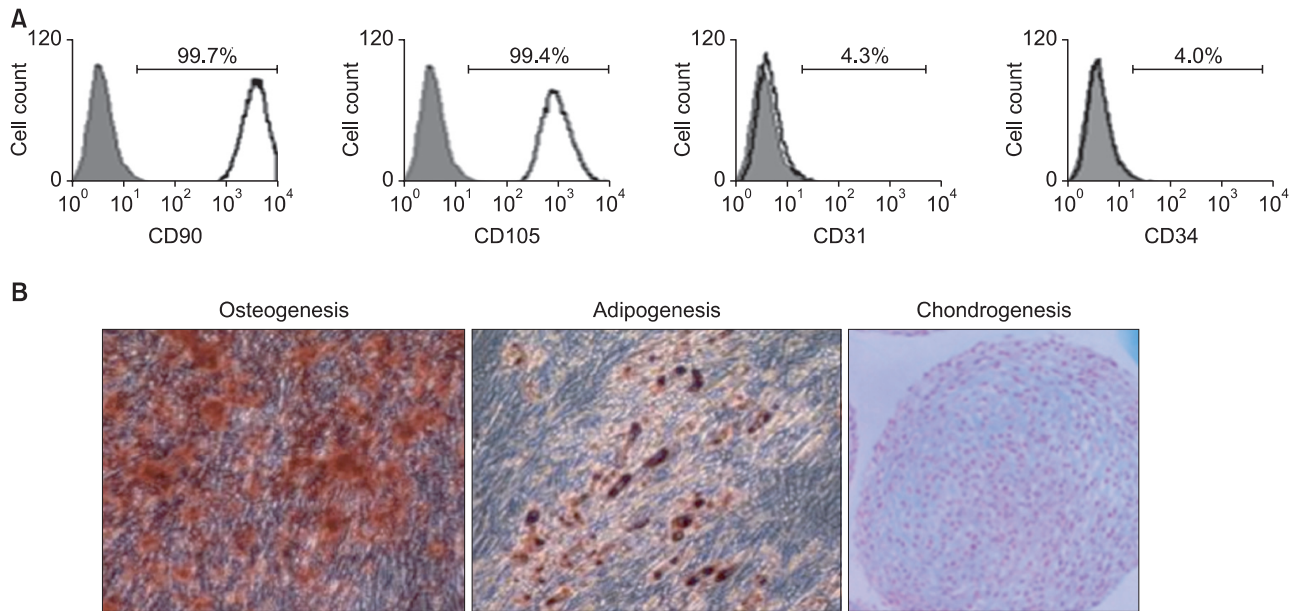 A
120 99.7% 120 99.4% 120 4.3% 120 4.0%
Cell count Cell count Cell count Cell count
0 0 0 0
10^0 10^1 10^2 10^3 10^4 10^0 10^1 10^2 10^3 10^4 10^0 10^1 10^2 10^3 10^4 10^0 10^1 10^2 10^3 10^4
CD90 CD105 CD31 CD34
B
Osteogenesis Adipogenesis Chondrogenesis